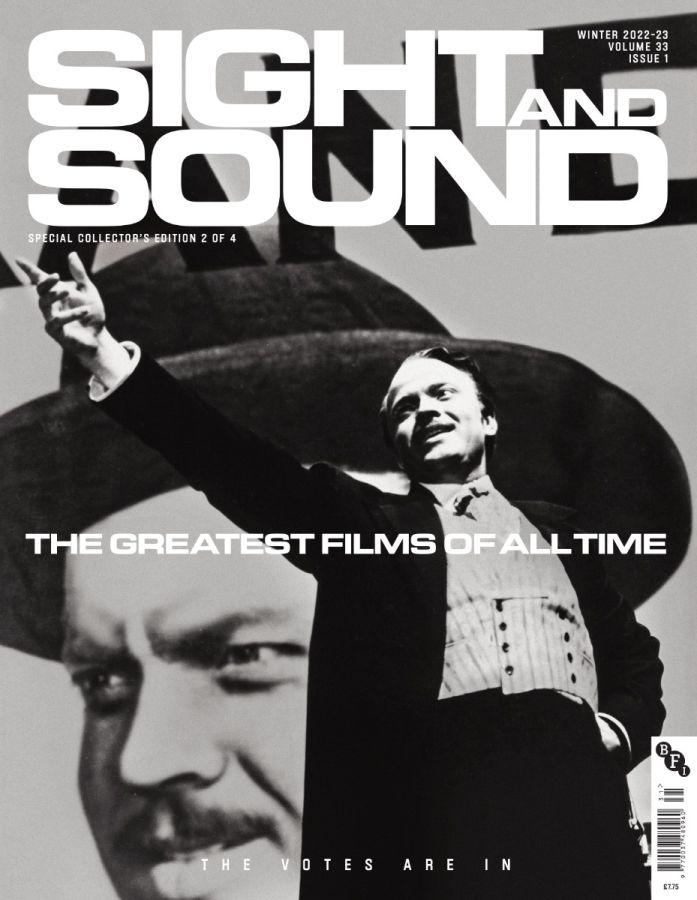 SIGHT AND
SOUND
WINTER 2022-23
VOLUME 33
ISSUE 1
SPECIAL COLLECTOR'S EDITION 2 OF 4
THE GREATEST FILMS OF ALL TIME
THE VOTES ARE IN
BFI
£7.75